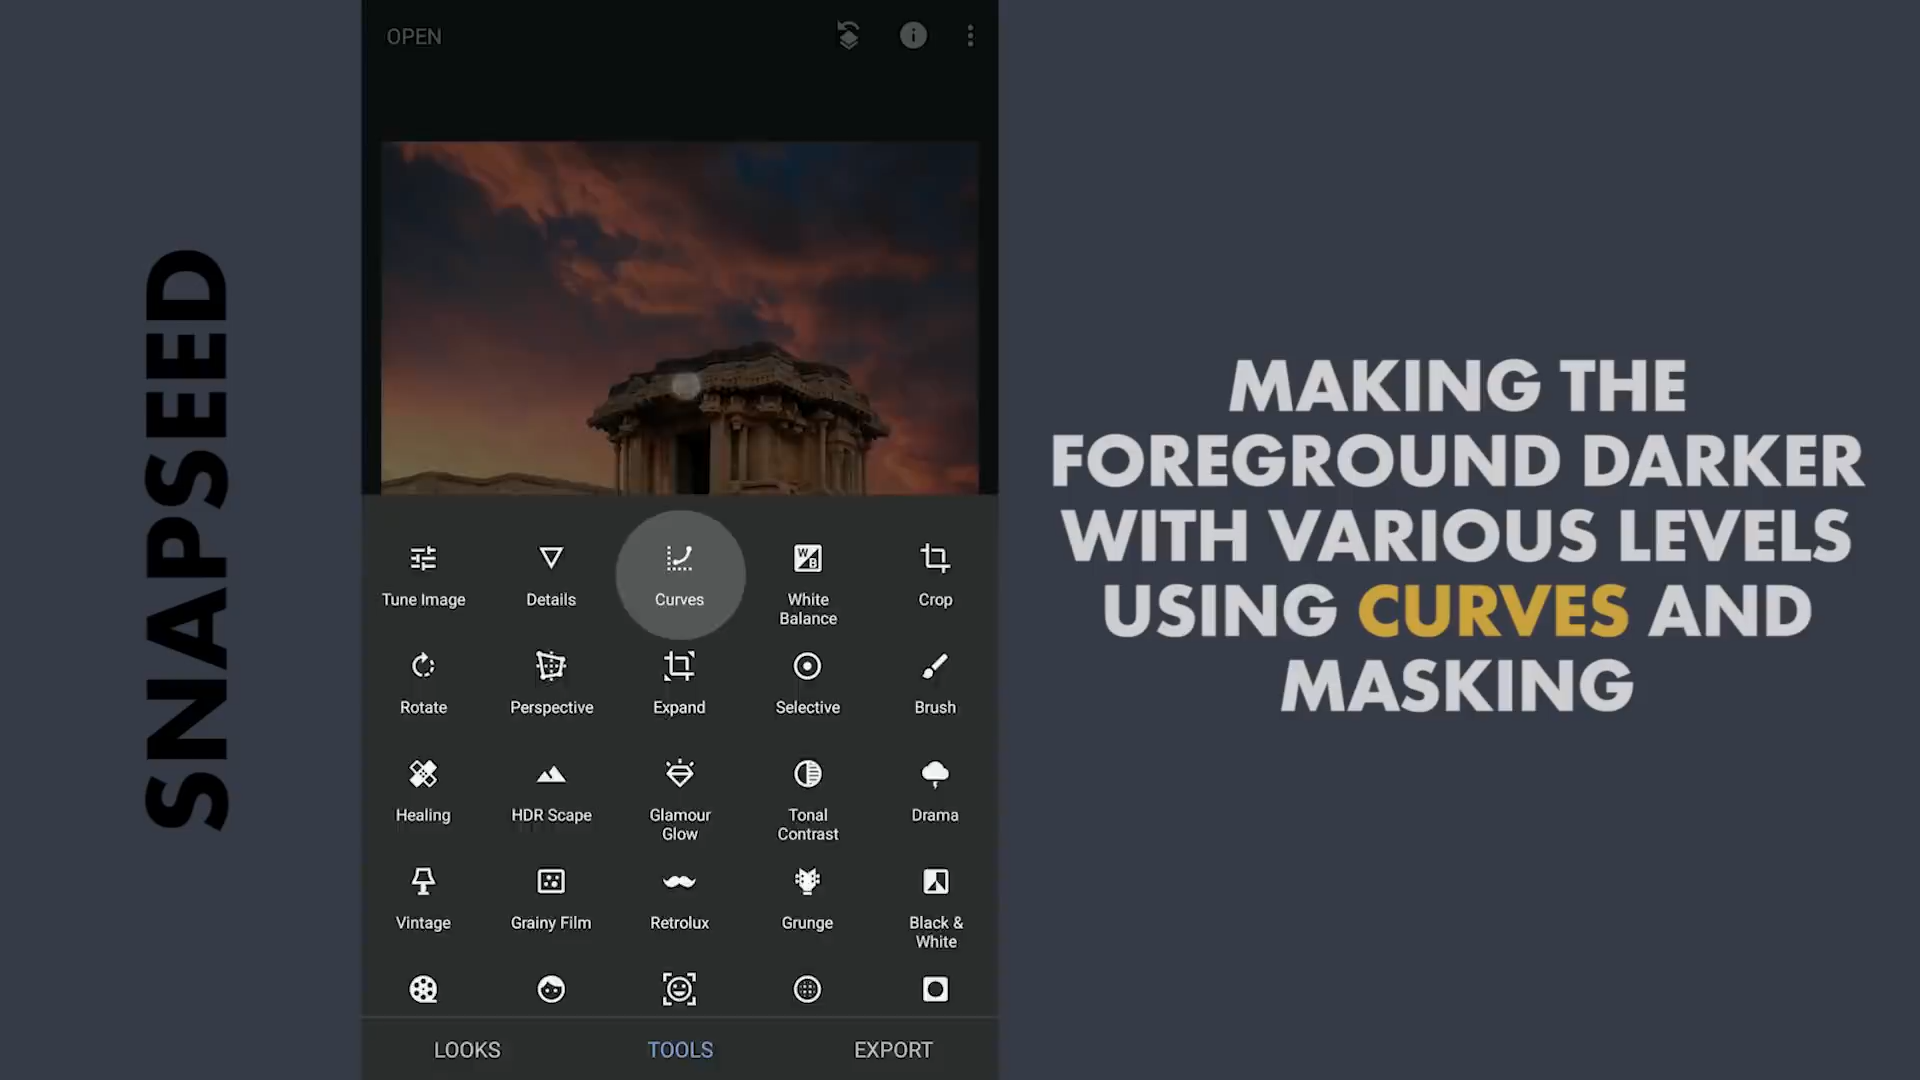 SNAPSEED
OPEN
Tune Image
Details
Curves
White
Balance
Crop
Rotate
Perspective
Expand
Selective
Brush
Healing
HDR Scape
Glamour
Glow
Tonal
Contrast
Drama
Vintage
Grainy Film
Retrolux
Grunge
Black &
White
LOOKS
TOOLS
EXPORT
MAKING THE
FOREGROUND DARKER
WITH VARIOUS LEVELS
USING CURVES AND
MASKING